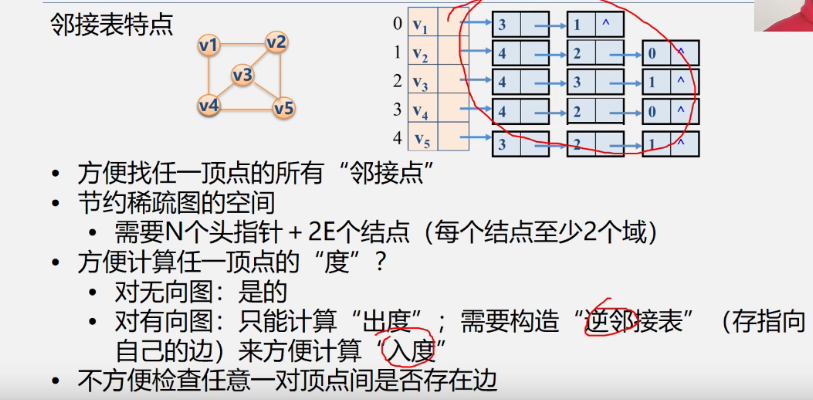 邻接表特点
v1 v2
v3
v4 v5
0 v1 3 1 ^
1 v2 4 2 0 ^
2 v3 4 3 1 ^
3 v4 4 2 0 ^
4 v5 3 2 1 ^
• 方便找任一顶点的所有“邻接点”
• 节约稀疏图的空间
• 需要N个头指针 + 2E个结点（每个结点至少2个域）
• 方便计算任一顶点的“度”？
• 对无向图：是的
• 对有向图：只能计算“出度”；需要构造“逆邻接表”（存指向
自己的边）来方便计算“入度”
• 不方便检查任意一对顶点间是否存在边